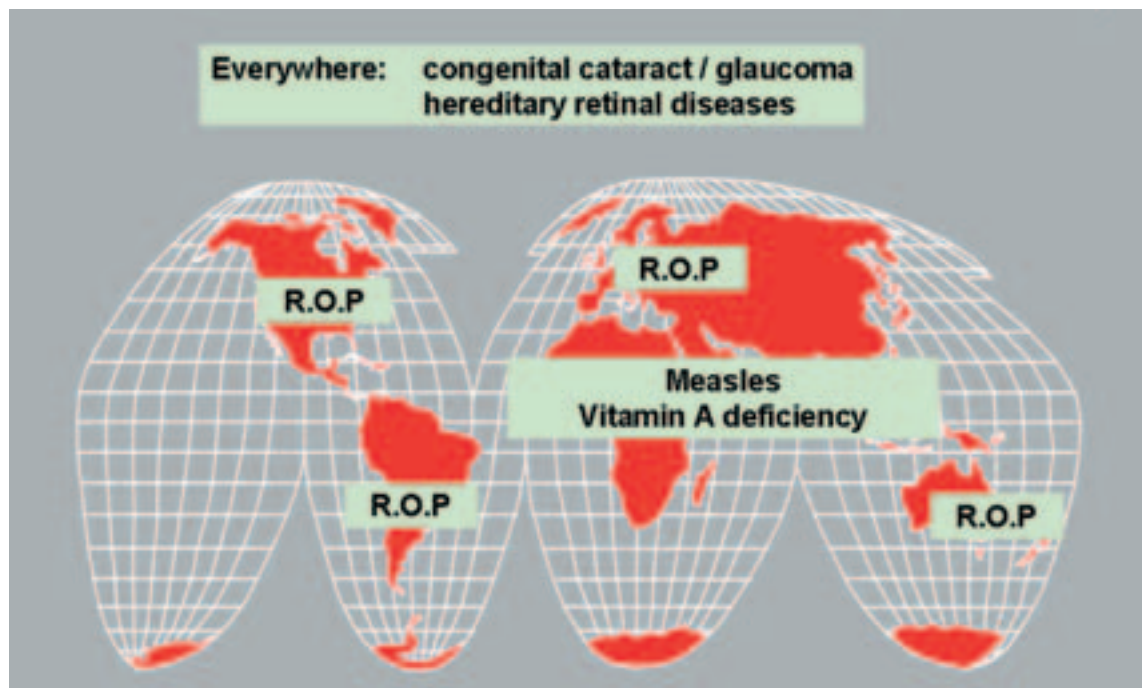 Everywhere: congenital cataract / glaucoma
hereditary retinal diseases
R.O.P
R.O.P
Measles
Vitamin A deficiency
R.O.P
R.O.P